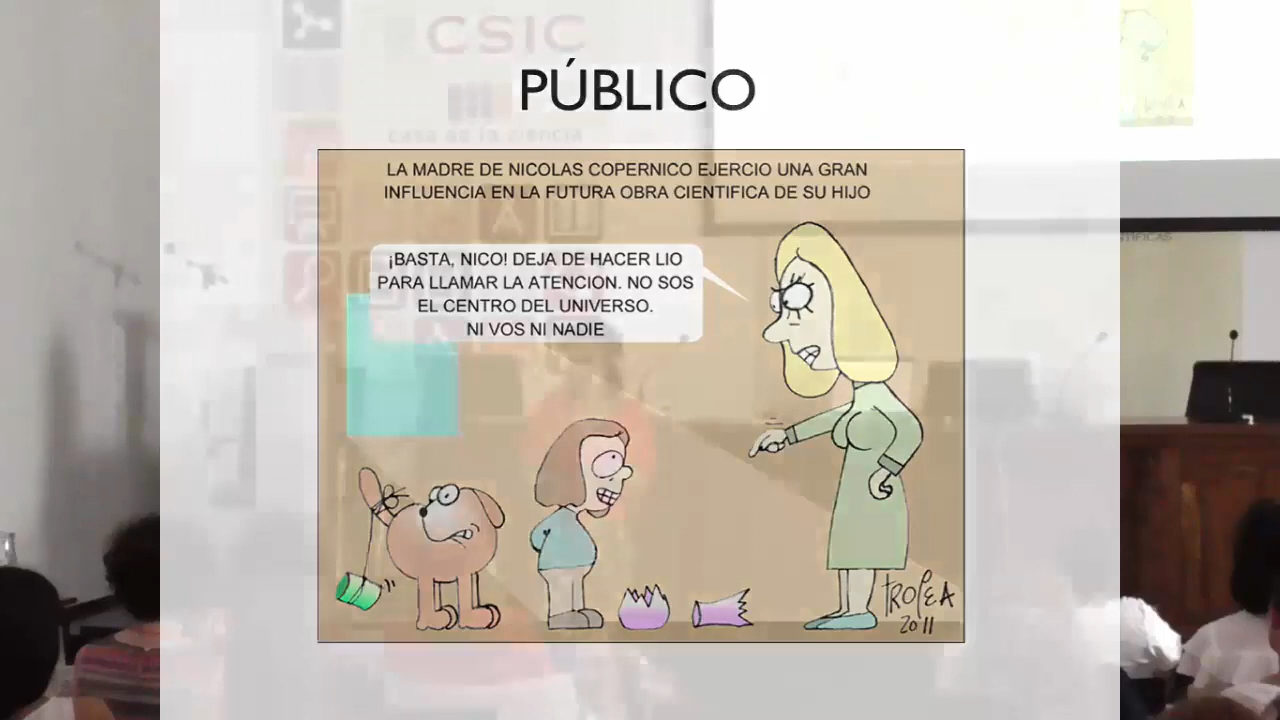 CSIC
PÚBLICO
casa de la ciencia
LA MADRE DE NICOLAS COPERNICO EJERCIO UNA GRAN
INFLUENCIA EN LA FUTURA OBRA CIENTIFICA DE SU HIJO
¡BASTA, NICO! DEJA DE HACER LIO
PARA LLAMAR LA ATENCION. NO SOS
EL CENTRO DEL UNIVERSO.
NI VOS NI NADIE
TROPEA
2011